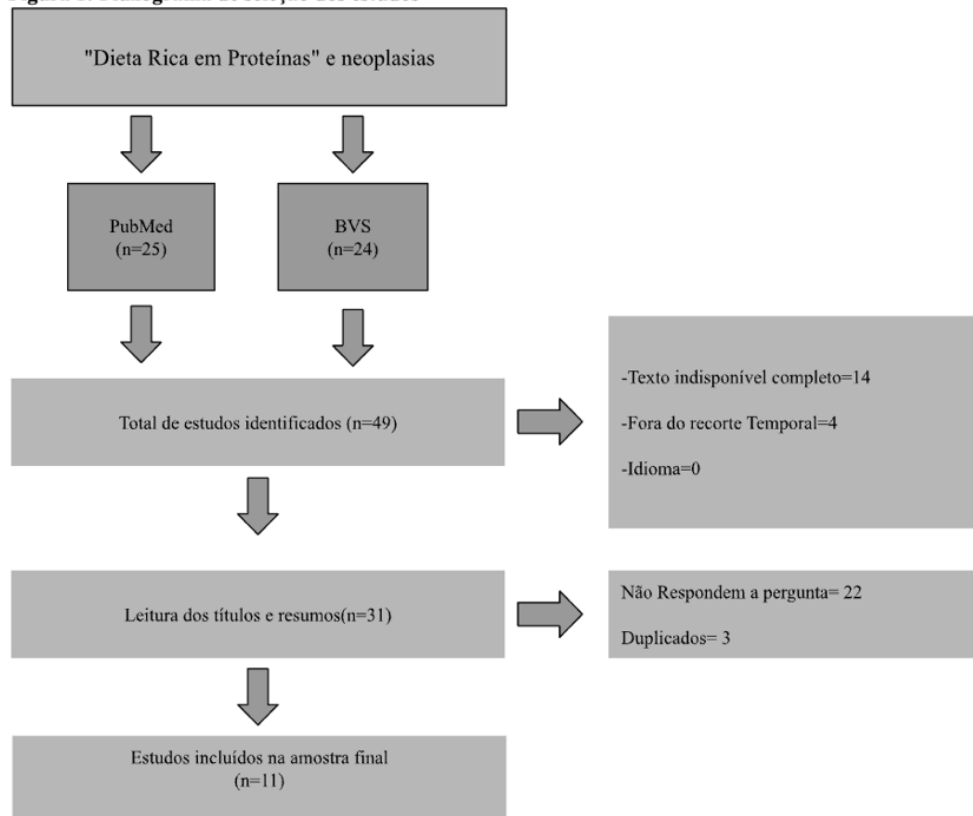 "Dieta Rica em Proteínas" e neoplasias
PubMed
(n=25)
BVS
(n=24)
Total de estudos identificados (n=49)
-Texto indisponível completo=14
-Fora do recorte Temporal=4
-Idioma=0
Leitura dos títulos e resumos(n=31)
Não Respondem a pergunta= 22
Duplicados= 3
Estudos incluídos na amostra final
(n=11)